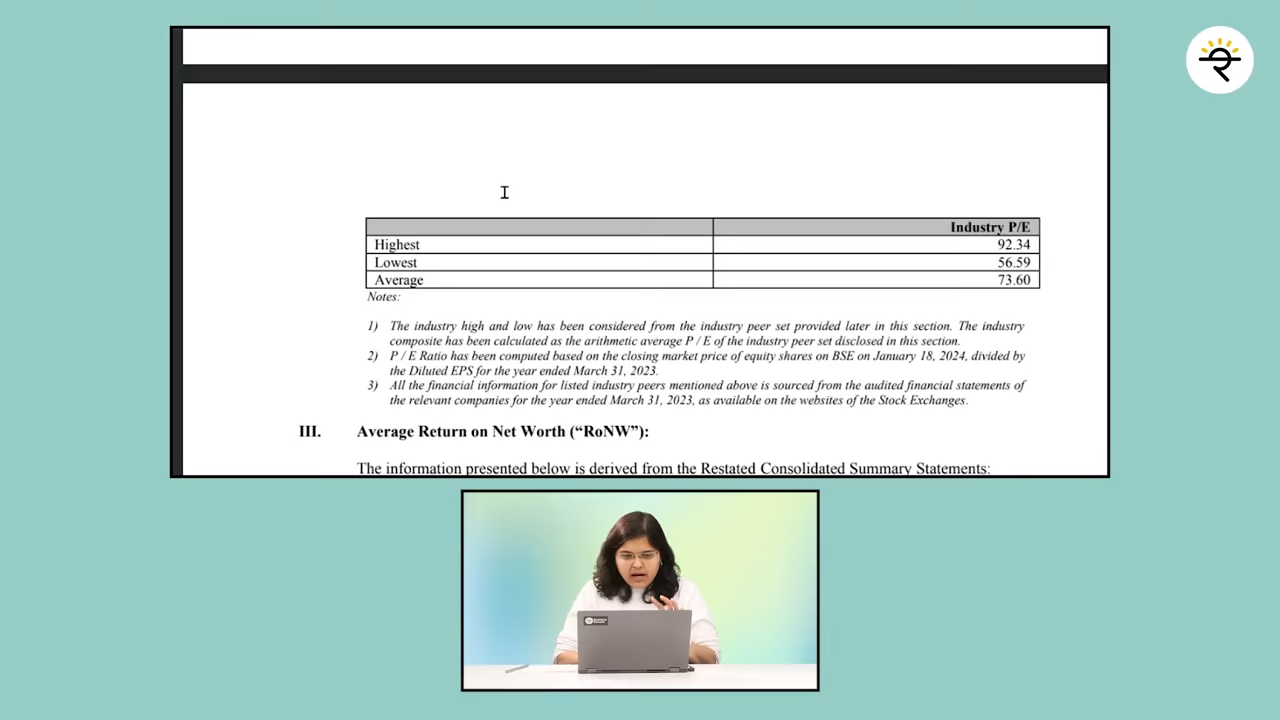 Industry P/E
Highest 92.34
Lowest 56.59
Average 73.60
Notes:
1) The industry high and low has been considered from the industry peer set provided later in this section. The industry
composite has been calculated as the arithmetic average P / E of the industry peer set disclosed in this section.
2) P / E Ratio has been computed based on the closing market price of equity shares on BSE on January 18, 2024, divided by
the Diluted EPS for the year ended March 31, 2023.
3) All the financial information for listed industry peers mentioned above is sourced from the audited financial statements of
the relevant companies for the year ended March 31, 2023, as available on the websites of the Stock Exchanges.
III. Average Return on Net Worth (“RoNW”):
The information presented below is derived from the Restated Consolidated Summary Statements: